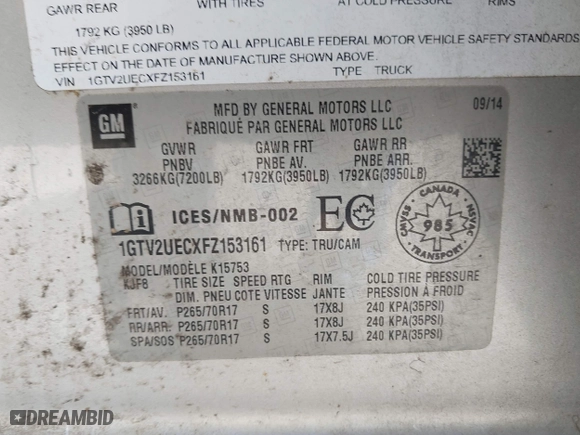 GAWR REAR WITH TIRES AT COLD PRESSURE RIMS
1792 KG (3950 LB)
THIS VEHICLE CONFORMS TO ALL APPLICABLE FEDERAL MOTOR VEHICLE SAFETY STANDARDS
EFFECT ON THE DATE OF MANUFACTURE SHOWN ABOVE.
VIN 1GTV2UECXFZ153161 TYPE TRUCK
GM
MFD BY GENERAL MOTORS LLC 09/14
FABRIQUÉ PAR GENERAL MOTORS LLC
GVWR GAWR FRT GAWR RR
PNBV PNBE AV. PNBE ARR.
3266KG(7200LB) 1792KG(3950LB) 1792KG(3950LB)
ICES/NMB-002 EC
CANADA
CMVSS NSVAC
985
TRANSPORT
1GTV2UECXFZ153161 TYPE: TRU/CAM
MODEL/MODÈLE K15753
KJF8 TIRE SIZE SPEED RTG RIM COLD TIRE PRESSURE
DIM. PNEU COTE VITESSE JANTE PRESSION À FROID
FRT/AV. P265/70R17 S 17X8J 240 KPA(35PSI)
RR/ARR. P265/70R17 S 17X8J 240 KPA(35PSI)
SPA/SOS P265/70R17 S 17X7.5J 240 KPA(35PSI)
DREAMBID